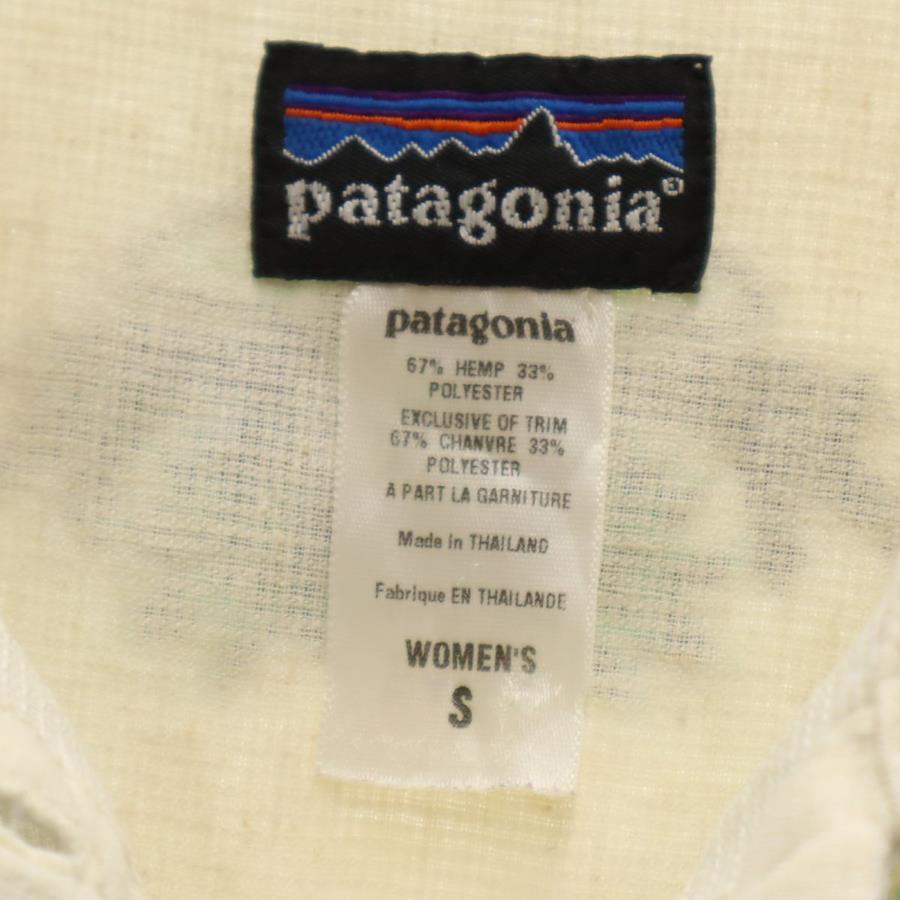 patagonia®
patagonia
67% HEMP 33%
POLYESTER
EXCLUSIVE OF TRIM
67% CHANVRE 33%
POLYESTER
À PART LA GARNITURE
Made in THAILAND
Fabrique EN THAILANDE
WOMEN'S
S